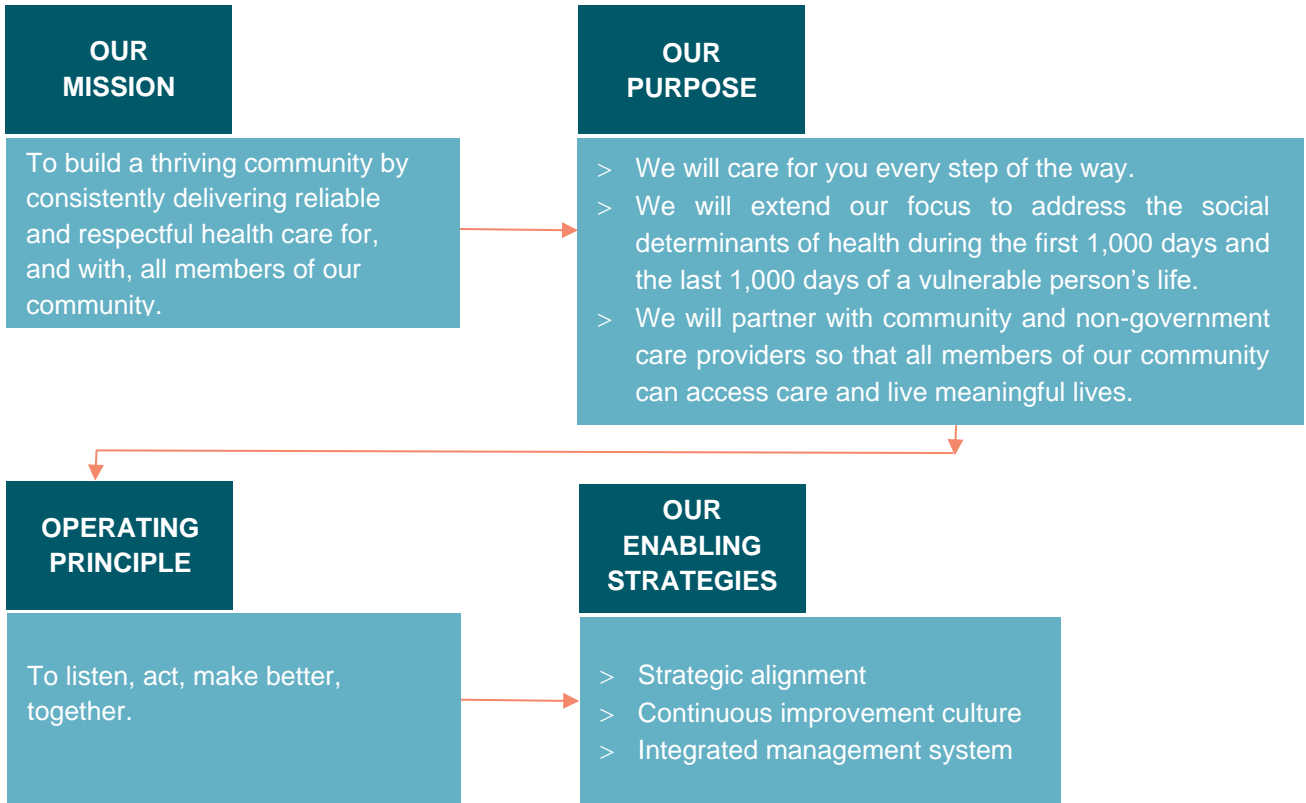 OUR
MISSION
To build a thriving community by
consistently delivering reliable
and respectful health care for,
and with, all members of our
community.
OUR
PURPOSE
> We will care for you every step of the way.
> We will extend our focus to address the social
determinants of health during the first 1,000 days and
the last 1,000 days of a vulnerable person’s life.
> We will partner with community and non-government
care providers so that all members of our community
can access care and live meaningful lives.
OPERATING
PRINCIPLE
To listen, act, make better,
together.
OUR
ENABLING
STRATEGIES
> Strategic alignment
> Continuous improvement culture
> Integrated management system